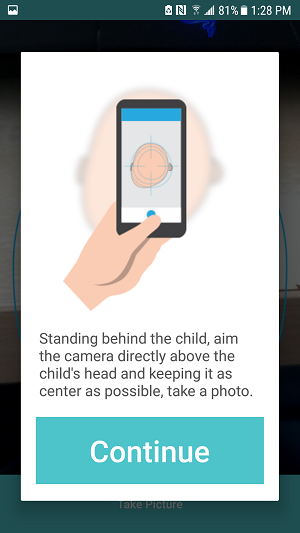 81% 1:28 PM
Standing behind the child, aim
the camera directly above the
child's head and keeping it as
center as possible, take a photo.
Continue
Take Picture